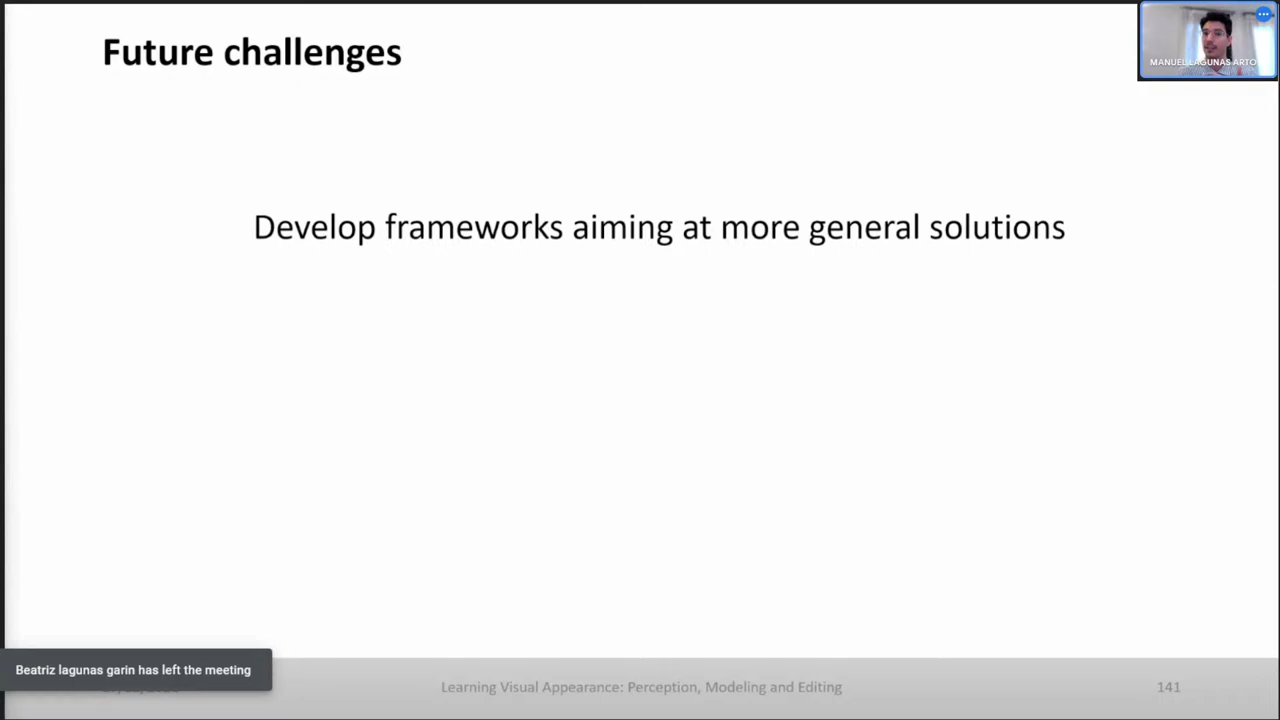 Future challenges
MANUEL LAGUNAS ARTO
Develop frameworks aiming at more general solutions
Beatriz lagunas garin has left the meeting
Learning Visual Appearance: Perception, Modeling and Editing
141